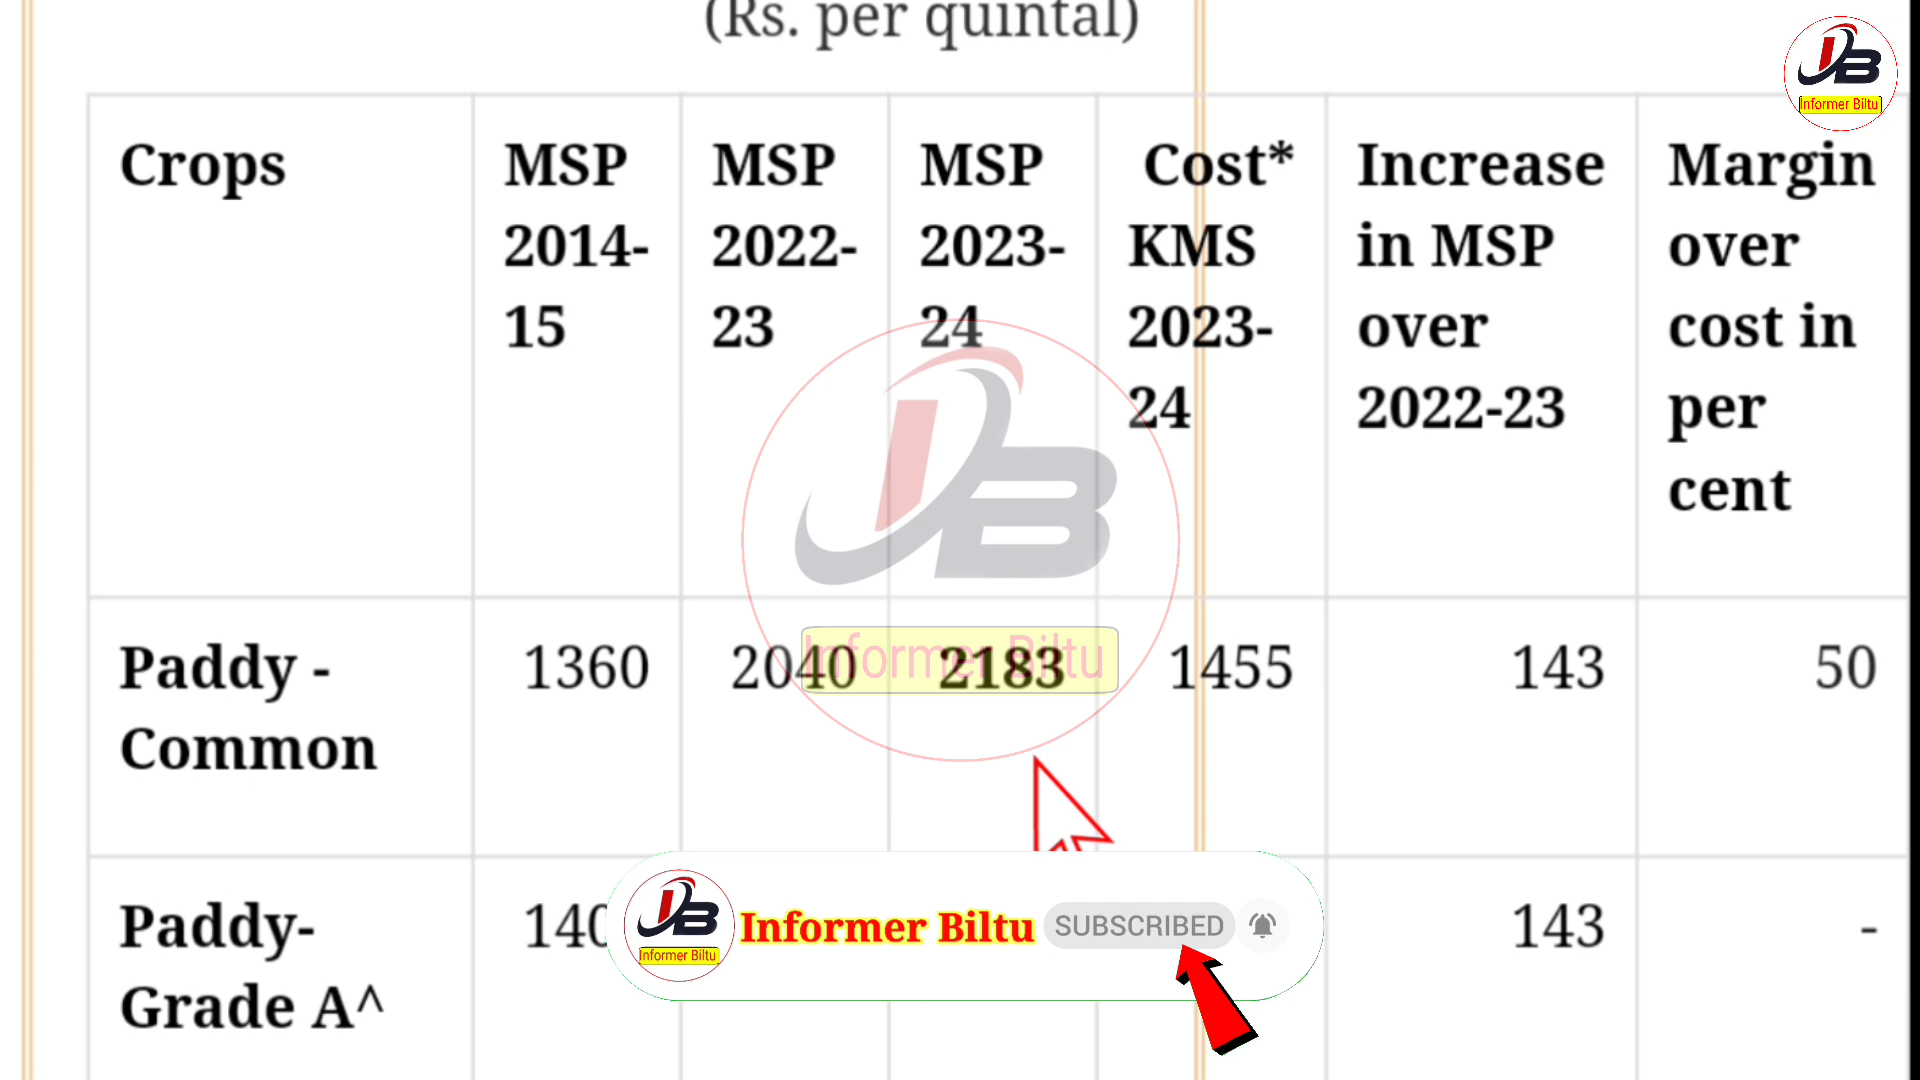 (Rs. per quintal)
Informer Biltu
Crops
MSP
2014-
15
MSP
2022-
23
MSP
2023-
24
Cost*
KMS
2023-
24
Increase
in MSP
over
2022-23
Margin
over
cost in
per
cent
Informer Biltu
Paddy -
Common
1360
2040
2183
1455
143
50
Paddy-
Grade A^
143
-
Informer Biltu
Informer Biltu
SUBSCRIBED